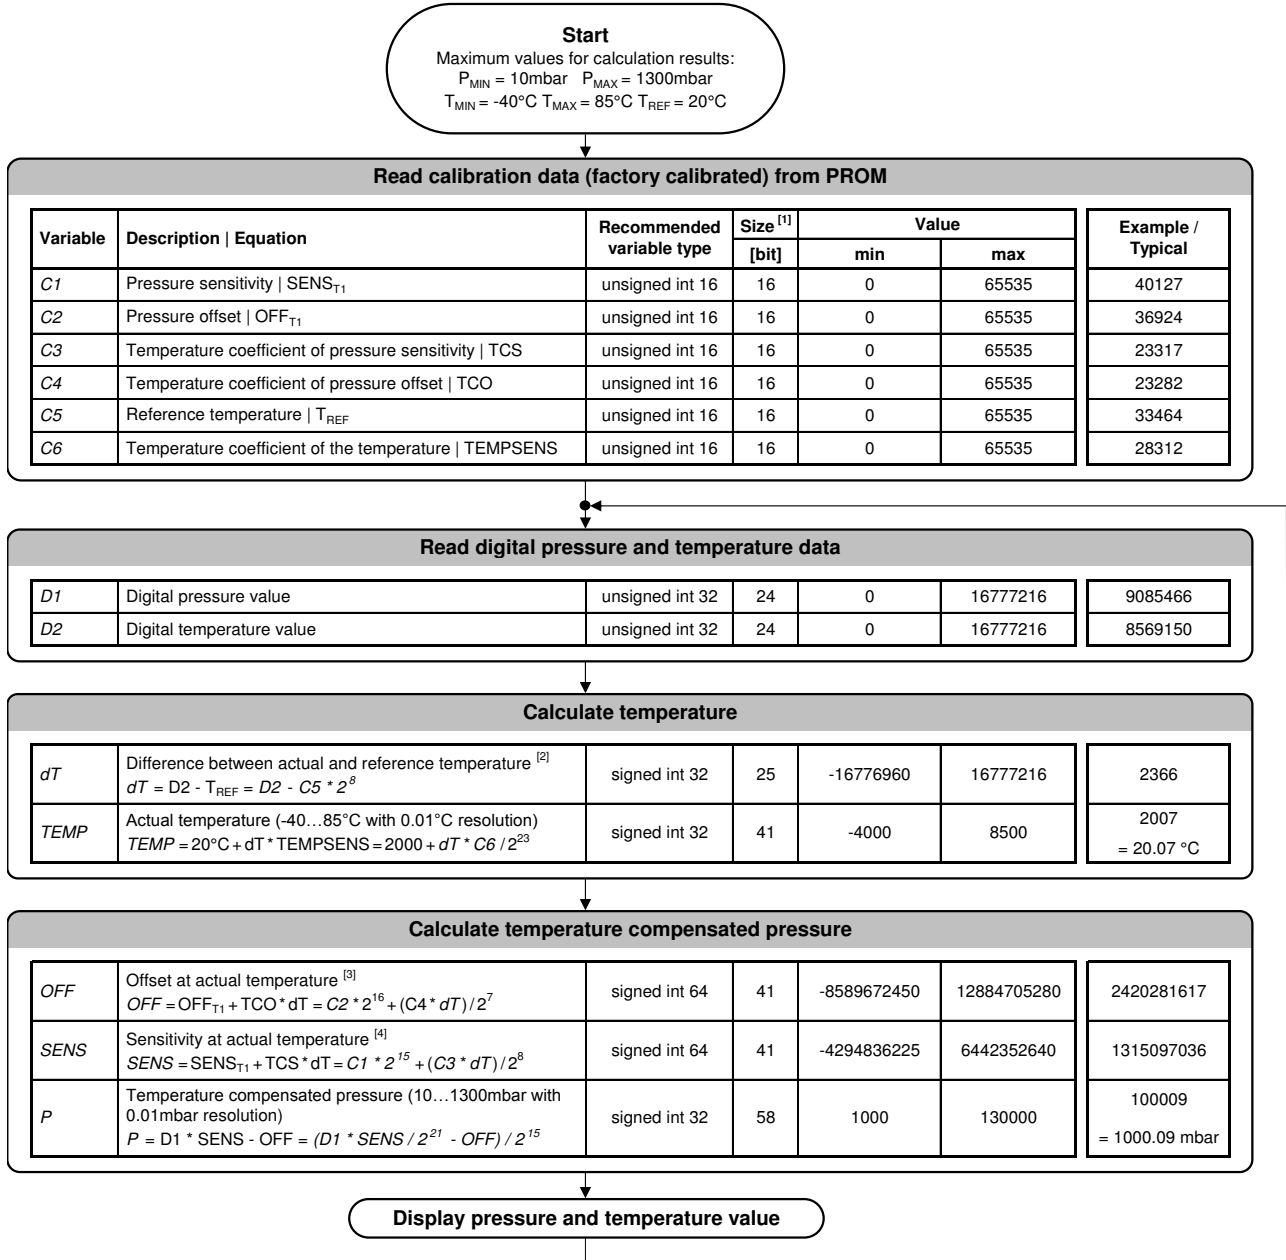 Start
Maximum values for calculation results:
PMIN = 10mbar PMAX = 1300mbar
TMIN = -40°C TMAX = 85°C TREF = 20°C
Read calibration data (factory calibrated) from PROM
Variable | Description | Equation | Recommended variable type | Size [1] [bit] | Value min | max | Example / Typical
C1 Pressure sensitivity | SENST1 unsigned int 16 16 0 65535 40127
C2 Pressure offset | OFFT1 unsigned int 16 16 0 65535 36924
C3 Temperature coefficient of pressure sensitivity | TCS unsigned int 16 16 0 65535 23317
C4 Temperature coefficient of pressure offset | TCO unsigned int 16 16 0 65535 23282
C5 Reference temperature | TREF unsigned int 16 16 0 65535 33464
C6 Temperature coefficient of the temperature | TEMPSENS unsigned int 16 16 0 65535 28312
Read digital pressure and temperature data
D1 Digital pressure value unsigned int 32 24 0 16777216 9085466
D2 Digital temperature value unsigned int 32 24 0 16777216 8569150
Calculate temperature
dT Difference between actual and reference temperature [2]
dT = D2 - TREF = D2 - C5 * 2^8
signed int 32 25 -16776960 16777216 2366
TEMP Actual temperature (-40…85°C with 0.01°C resolution)
TEMP = 20°C + dT * TEMPSENS = 2000 + dT * C6 / 2^23
signed int 32 41 -4000 8500 2007
= 20.07 °C
Calculate temperature compensated pressure
OFF Offset at actual temperature [3]
OFF = OFFT1 + TCO * dT = C2 * 2^16 + (C4 * dT) / 2^7
signed int 64 41 -8589672450 12884705280 2420281617
SENS Sensitivity at actual temperature [4]
SENS = SENST1 + TCS * dT = C1 * 2^15 + (C3 * dT) / 2^8
signed int 64 41 -4294836225 6442352640 1315097036
P Temperature compensated pressure (10…1300mbar with
0.01mbar resolution)
P = D1 * SENS - OFF = (D1 * SENS / 2^21 - OFF) / 2^15
signed int 32 58 1000 130000 100009
= 1000.09 mbar
Display pressure and temperature value